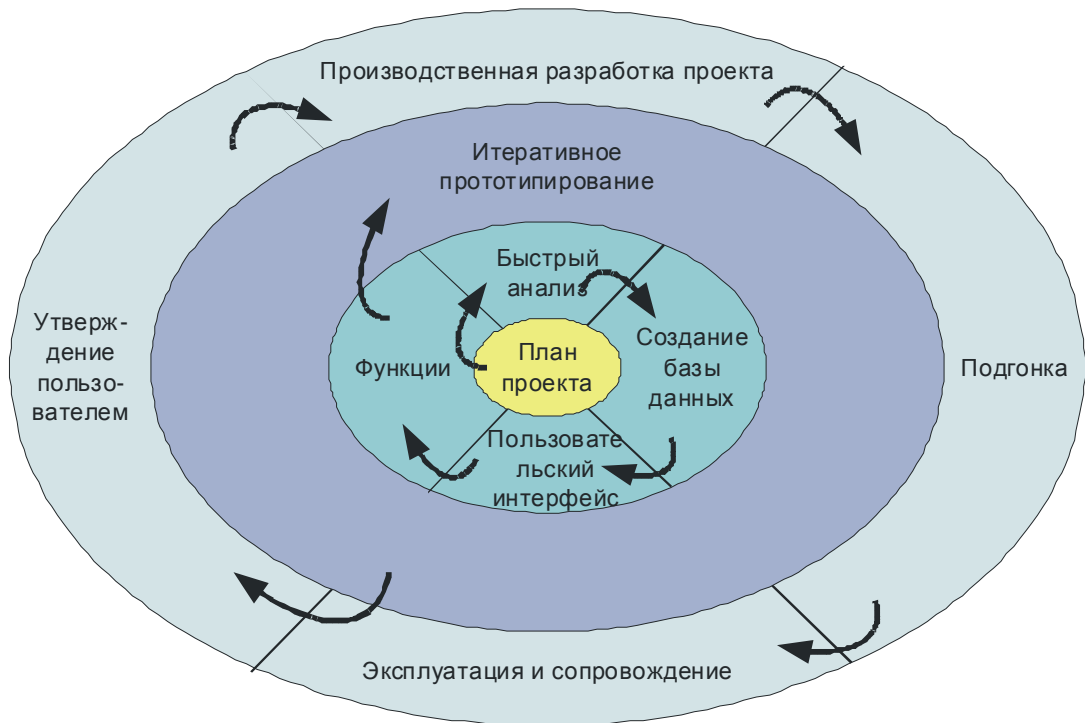 Производственная разработка проекта
Итеративное
прототипирование
Быстрый
анализ
Утверж-
дение
пользо-
вателем
Функции
План
проекта
Создание
базы
данных
Подгонка
Пользовате
льский
интерфейс
Эксплуатация и сопровождение